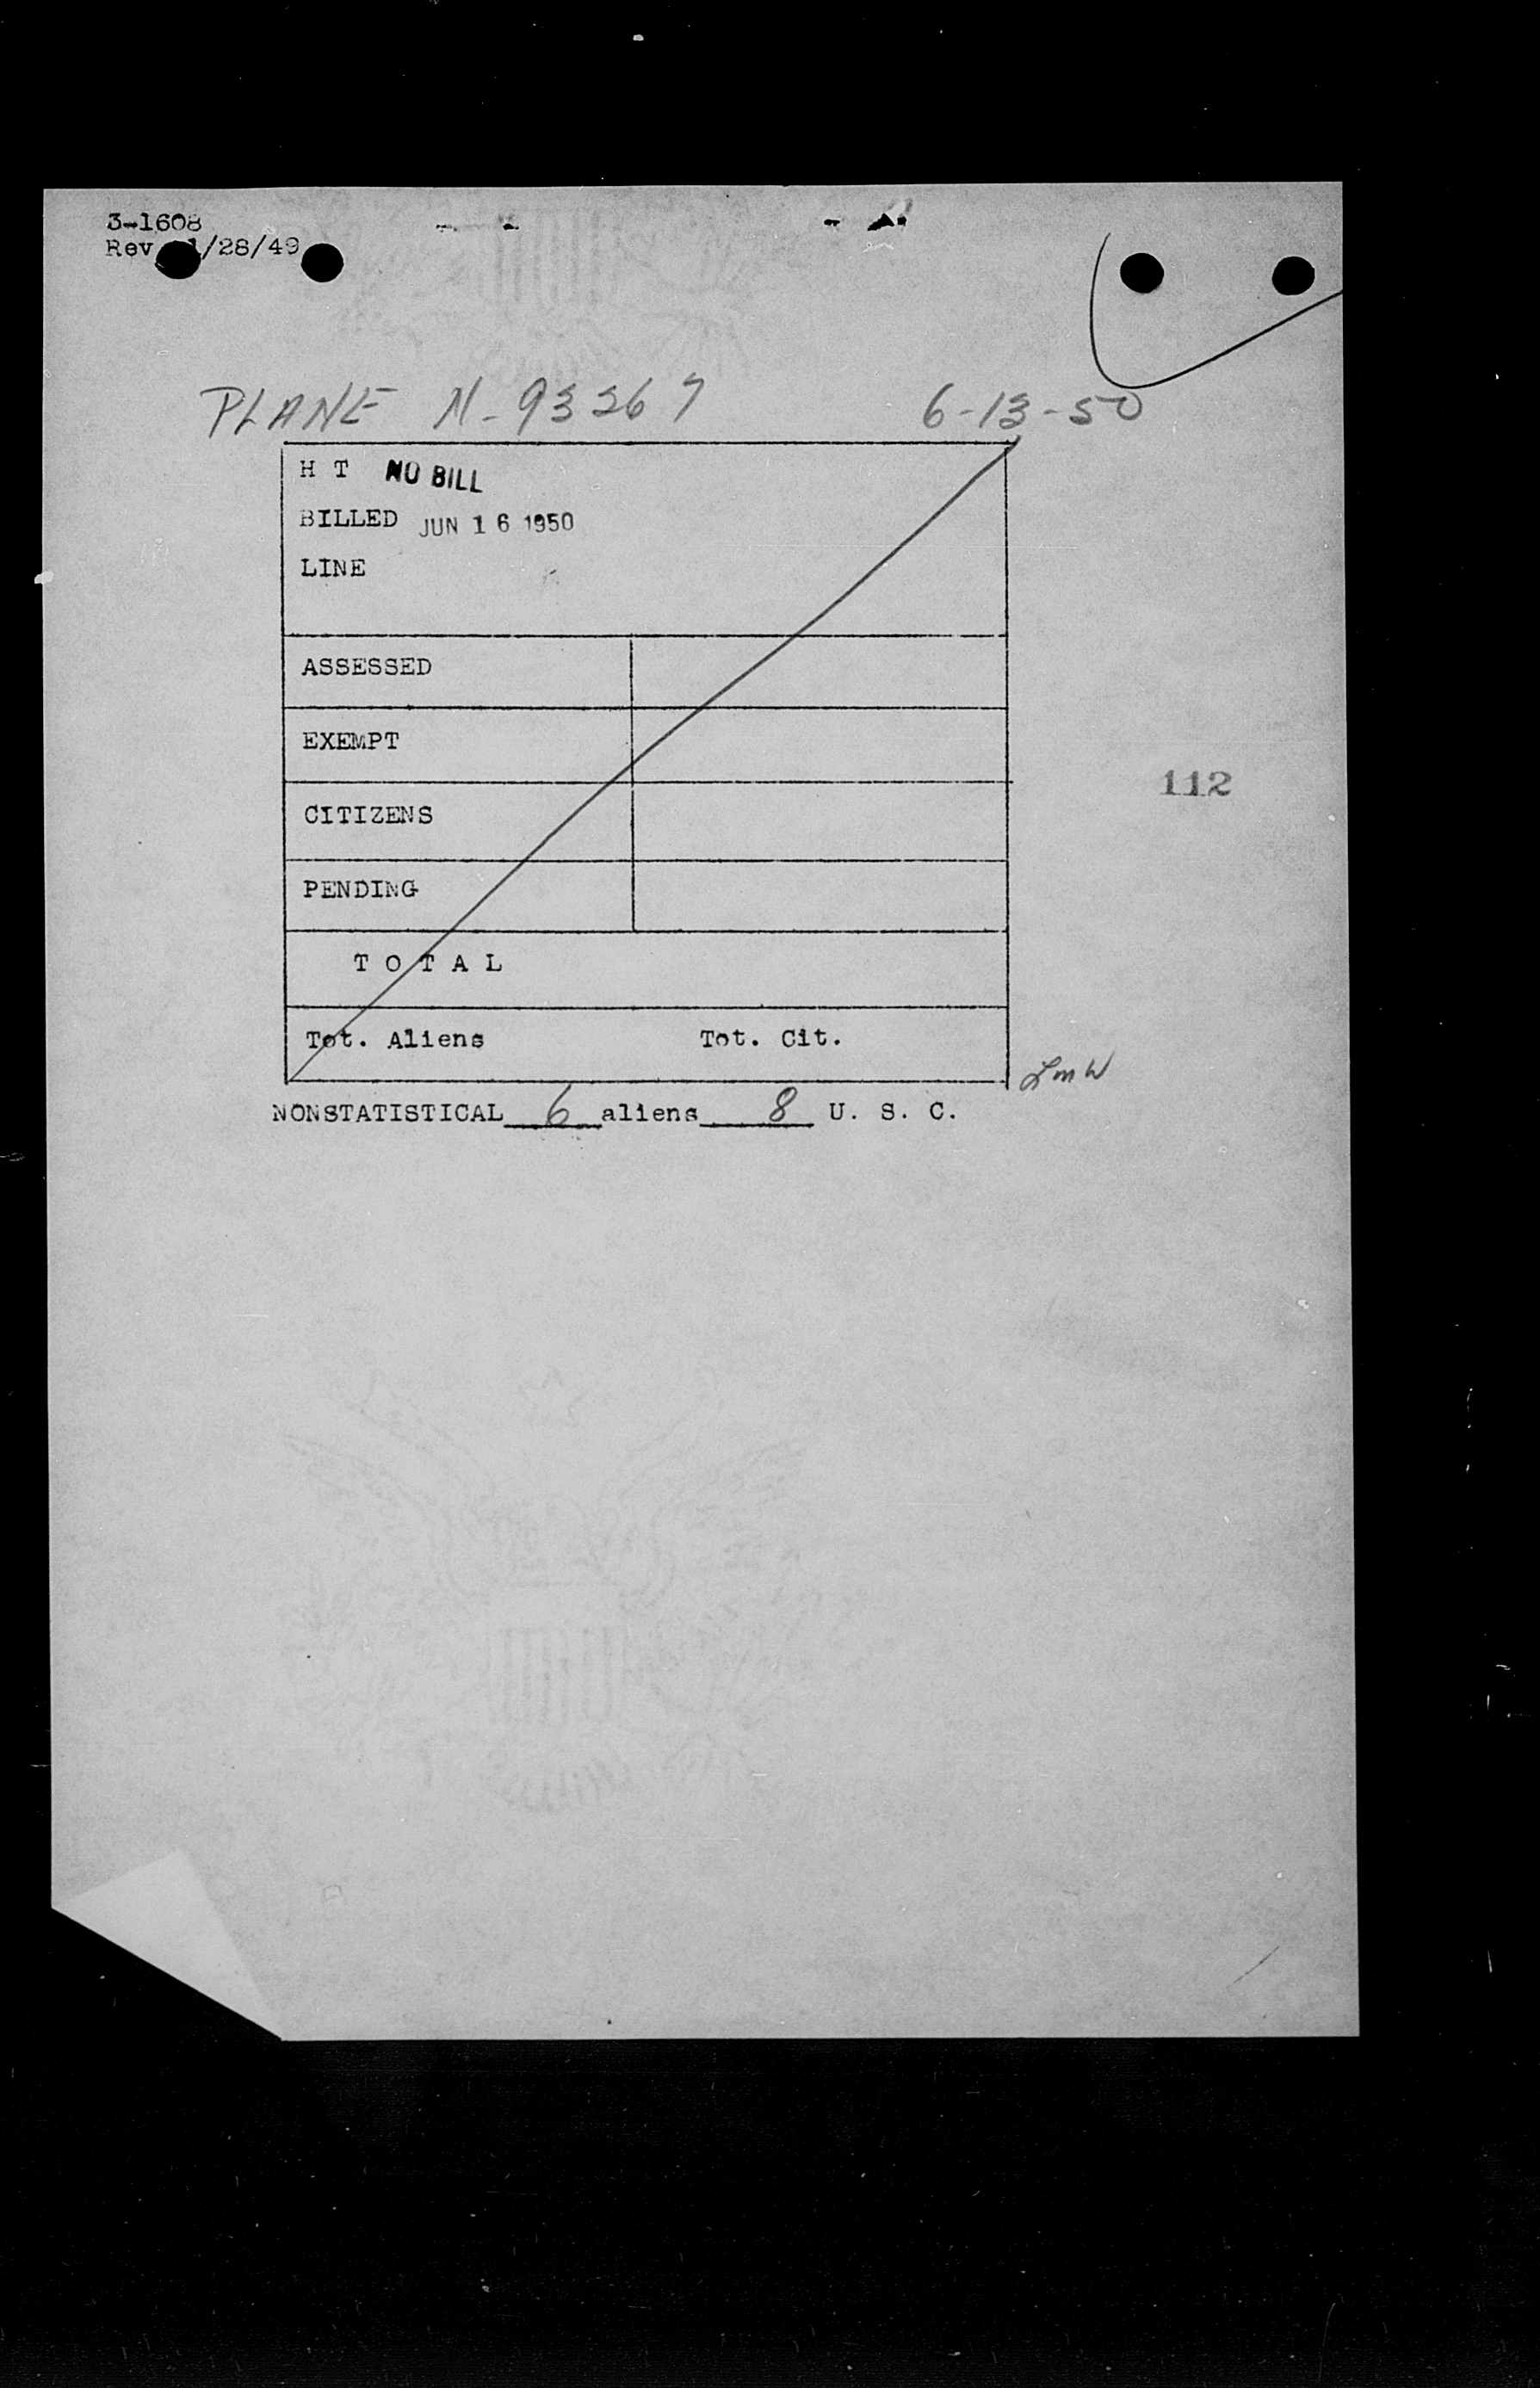 3-1608
Rev. 1/28/49
PLANE N-93267 6-13-50
H T NO BILL
BILLED JUN 16 1950
LINE
ASSESSED
EXEMPT
112
CITIZENS
PENDING
T O T A L
Tot. Aliens Tot. Cit.
LmW
NONSTATISTICAL 6 aliens 8 U. S. C.